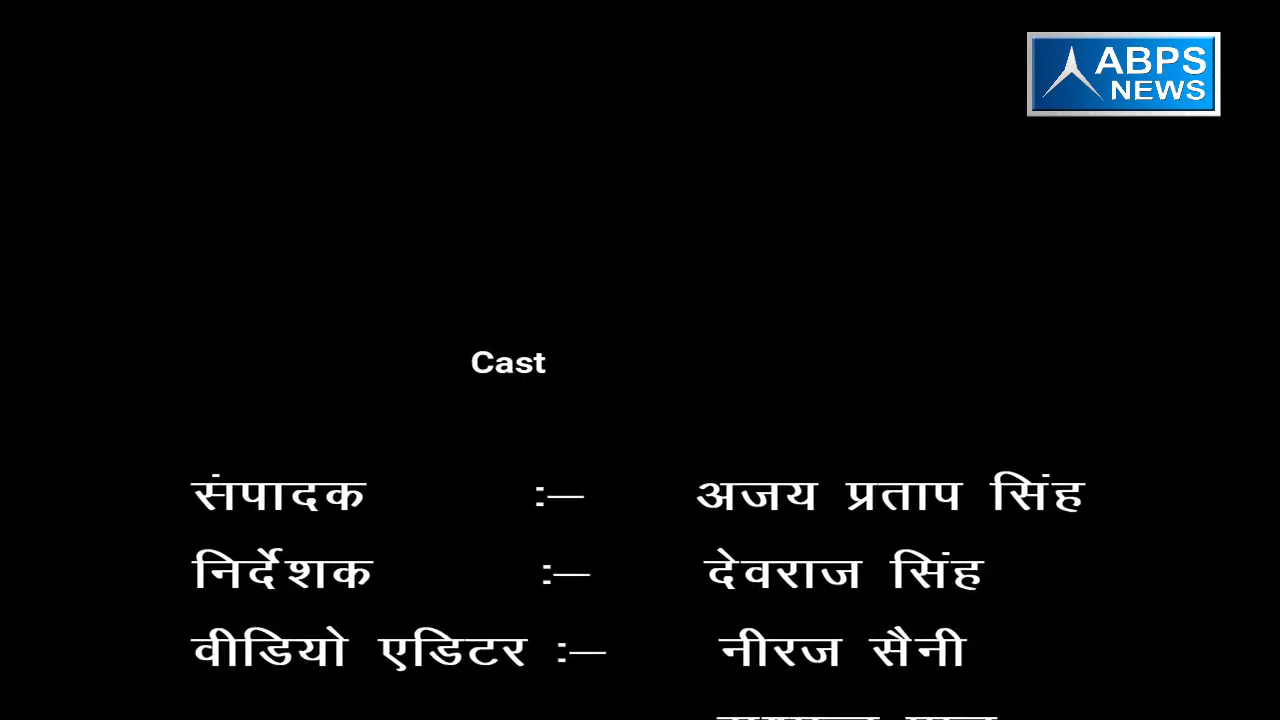 ABPS
NEWS
Cast
संपादक :— अजय प्रताप सिंह
निर्देशक :— देवराज सिंह
वीडियो एडिटर :— नीरज सैनी